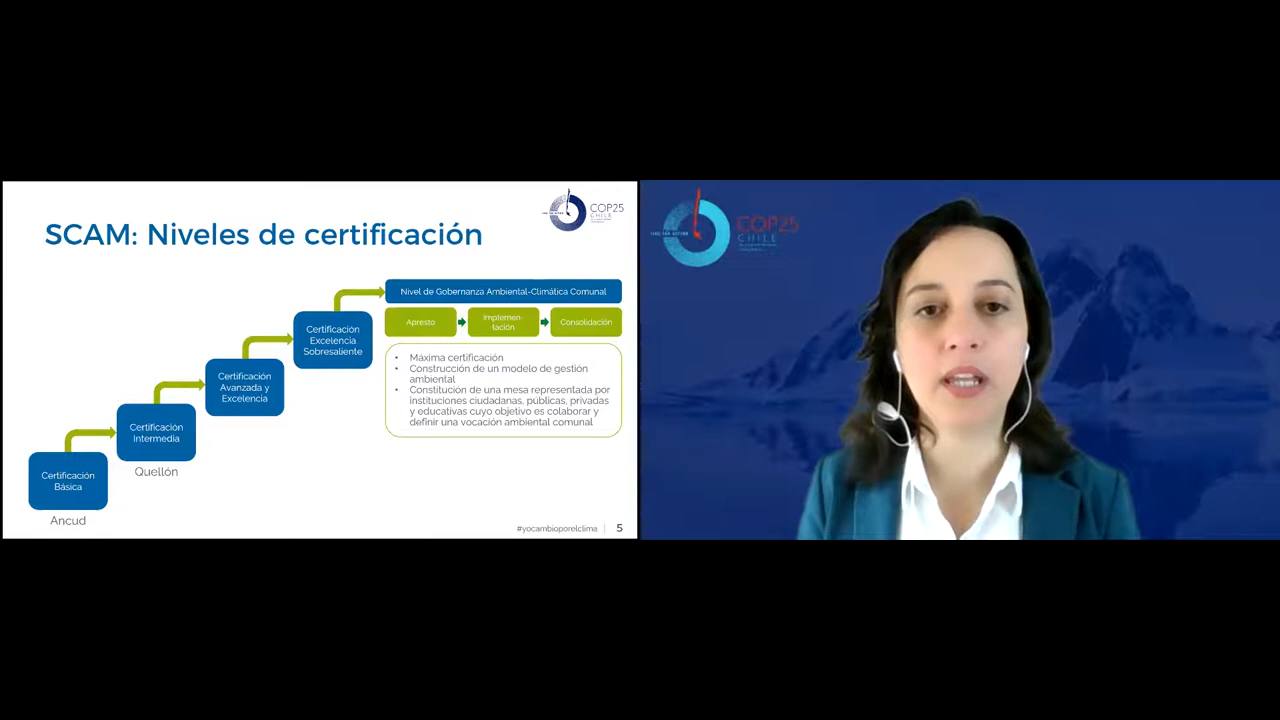 SCAM: Niveles de certificación
COP25
CHILE
Nivel de Gobernanza Ambiental-Climática Comunal
Apresto
Implemen-
tación
Consolidación
Certificación
Excelencia
Sobresaliente
Certificación
Avanzada y
Excelencia
Certificación
Intermedia
Quellón
Certificación
Básica
Ancud
• Máxima certificación
• Construcción de un modelo de gestión
ambiental
• Constitución de una mesa representada por
instituciones ciudadanas, públicas, privadas
y educativas cuyo objetivo es colaborar y
definir una vocación ambiental comunal
#yocambioporelclima
5
TIME FOR ACTION
COP25
CHILE